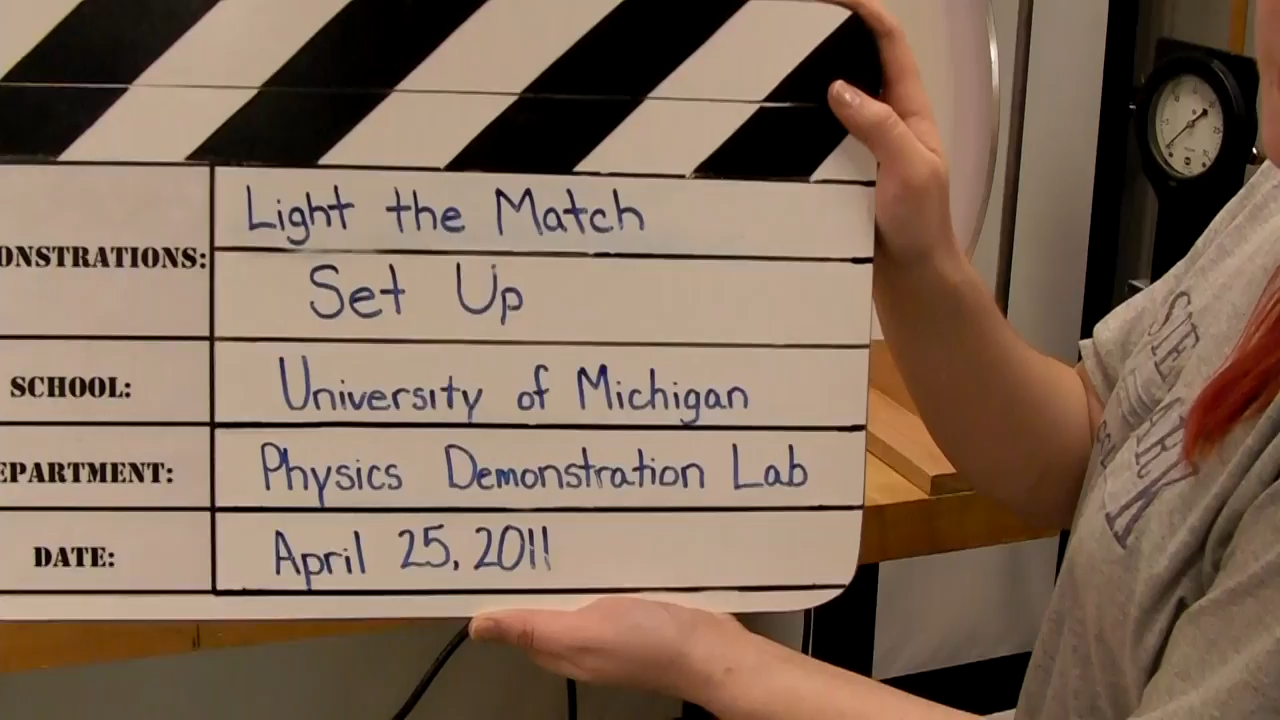 Light the Match
ONSTRATIONS:
Set Up
SCHOOL: University of Michigan
EPARTMENT: Physics Demonstration Lab
DATE: April 25, 2011